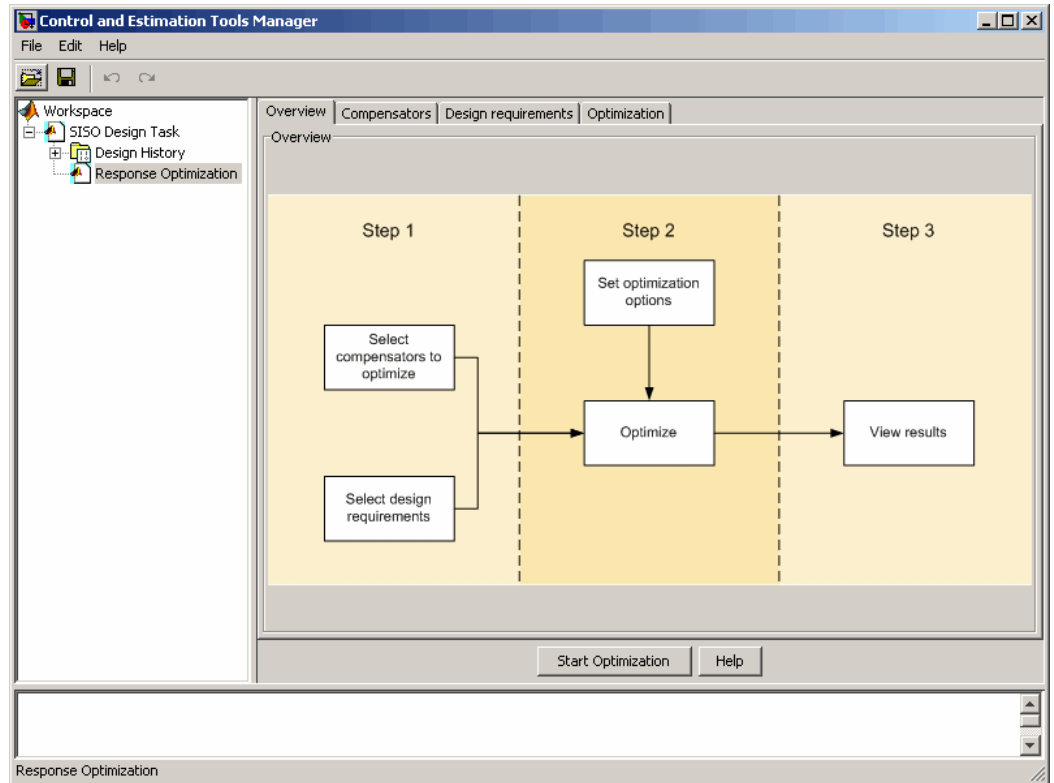 Control and Estimation Tools Manager
File Edit Help
Workspace
SISO Design Task
Design History
Response Optimization
Overview Compensators Design requirements Optimization
Overview
Step 1
Step 2
Step 3
Set optimization
options
Select
compensators to
optimize
Optimize
View results
Select design
requirements
Start Optimization
Help
Response Optimization